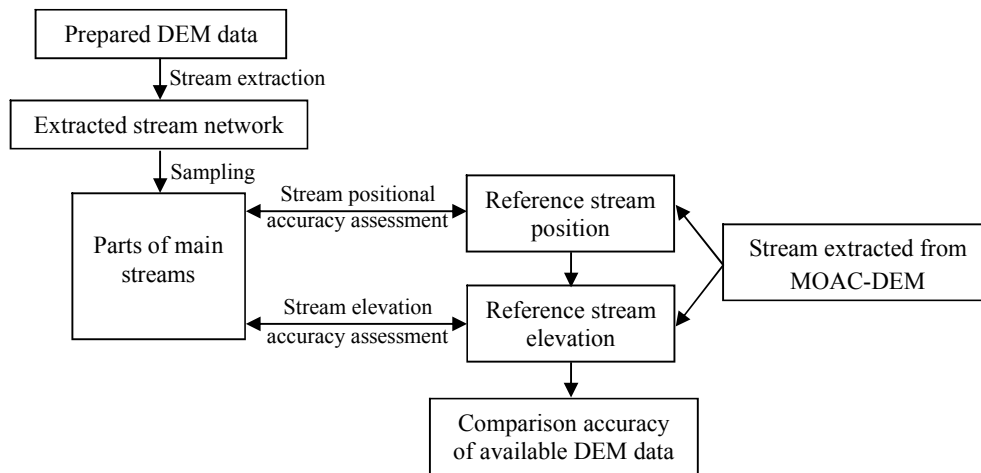 Prepared DEM data
Stream extraction
Extracted stream network
Sampling
Parts of main
streams
Stream positional
accuracy assessment
Reference stream
position
Stream extracted from
MOAC-DEM
Stream elevation
accuracy assessment
Reference stream
elevation
Comparison accuracy
of available DEM data